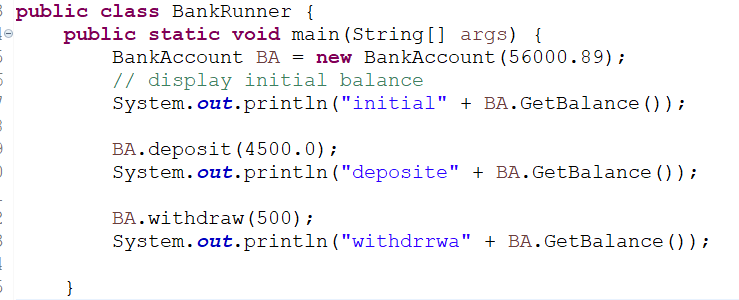 public class BankRunner {
public static void main(String[] args) {
BankAccount BA = new BankAccount(56000.89);
// display initial balance
System.out.println("initial" + BA.GetBalance());
BA.deposit(4500.0);
System.out.println("deposite" + BA.GetBalance());
BA.withdraw(500);
System.out.println("withdrrwa" + BA.GetBalance());
}